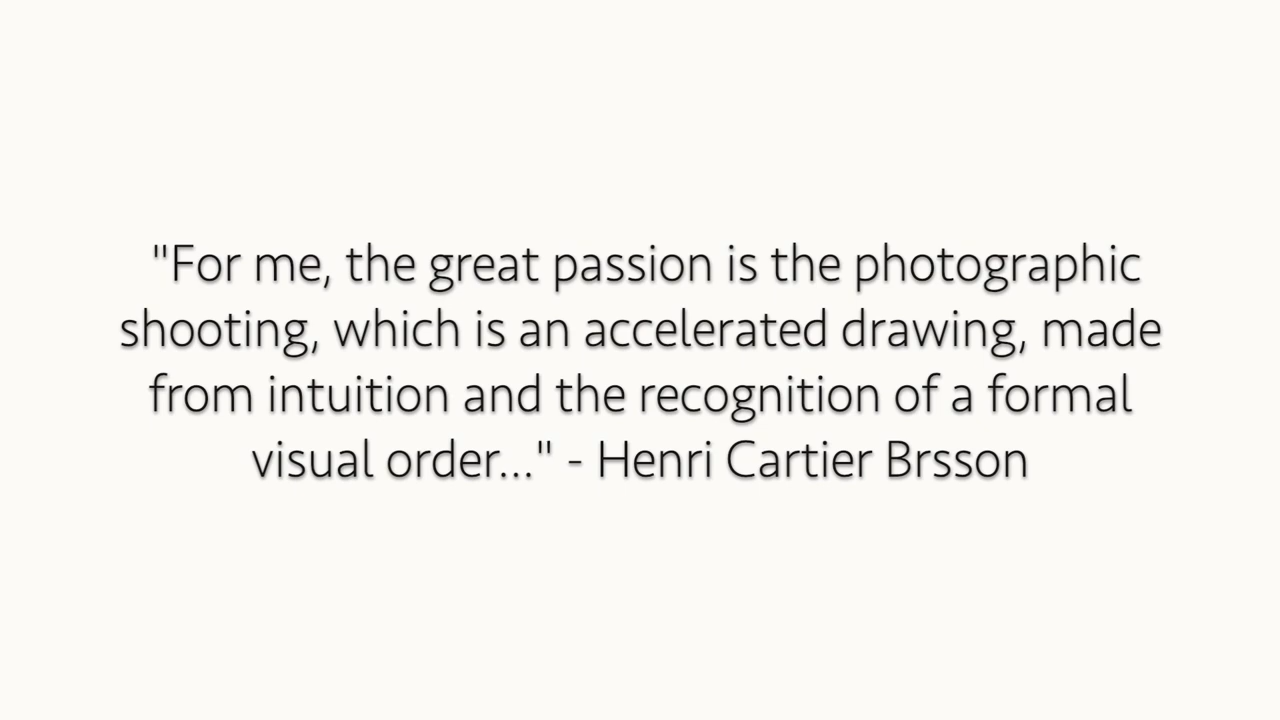 "For me, the great passion is the photographic
shooting, which is an accelerated drawing, made
from intuition and the recognition of a formal
visual order..." - Henri Cartier Brsson